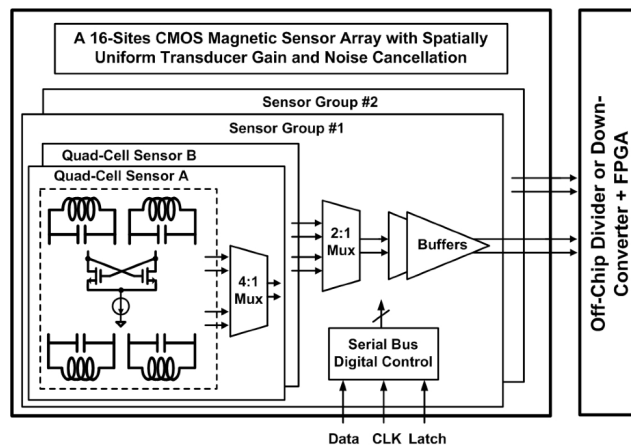 A 16-Sites CMOS Magnetic Sensor Array with Spatially
Uniform Transducer Gain and Noise Cancellation
Sensor Group #2
Sensor Group #1
Quad-Cell Sensor B
Quad-Cell Sensor A
4:1
Mux
2:1
Mux
Buffers
Serial Bus
Digital Control
Data CLK Latch
Off-Chip Divider or Down-
Converter + FPGA